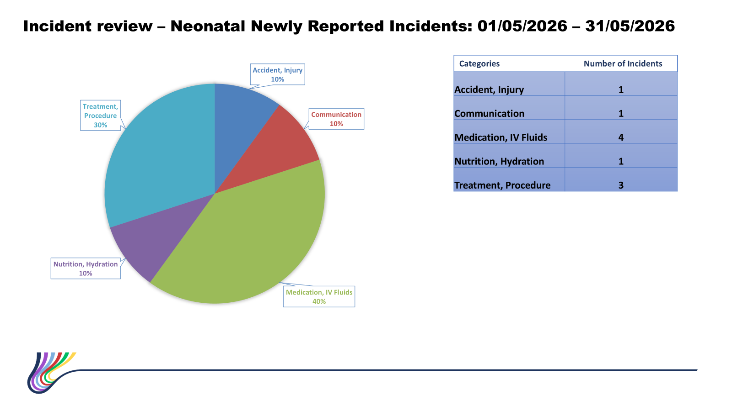 Incident review – Neonatal Newly Reported Incidents: 01/05/2026 – 31/05/2026
Accident, Injury
10%
Communication
10%
Medication, IV Fluids
40%
Nutrition, Hydration
10%
Treatment,
Procedure
30%
Categories Number of Incidents
Accident, Injury 1
Communication 1
Medication, IV Fluids 4
Nutrition, Hydration 1
Treatment, Procedure 3